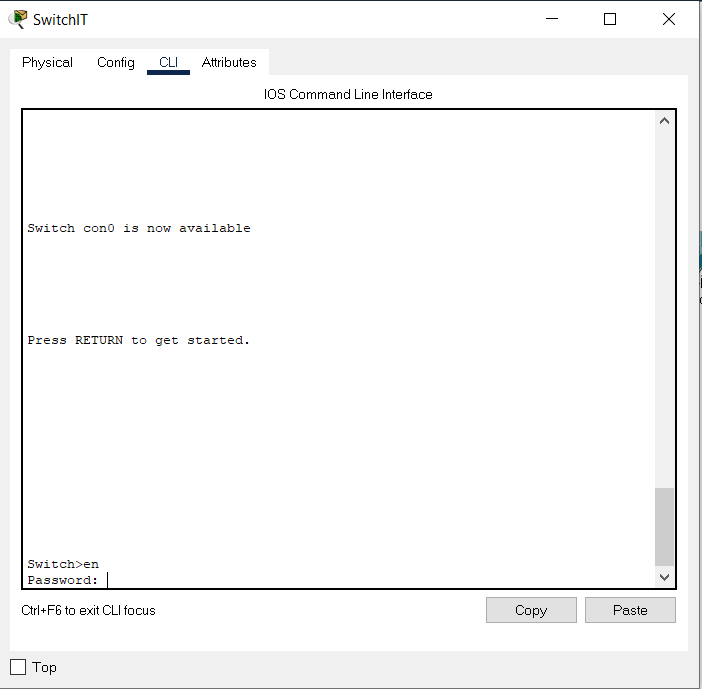 SwitchIT
Physical Config CLI Attributes
IOS Command Line Interface
Switch con0 is now available
Press RETURN to get started.
Switch>en
Password:
Ctrl+F6 to exit CLI focus
Copy Paste
Top